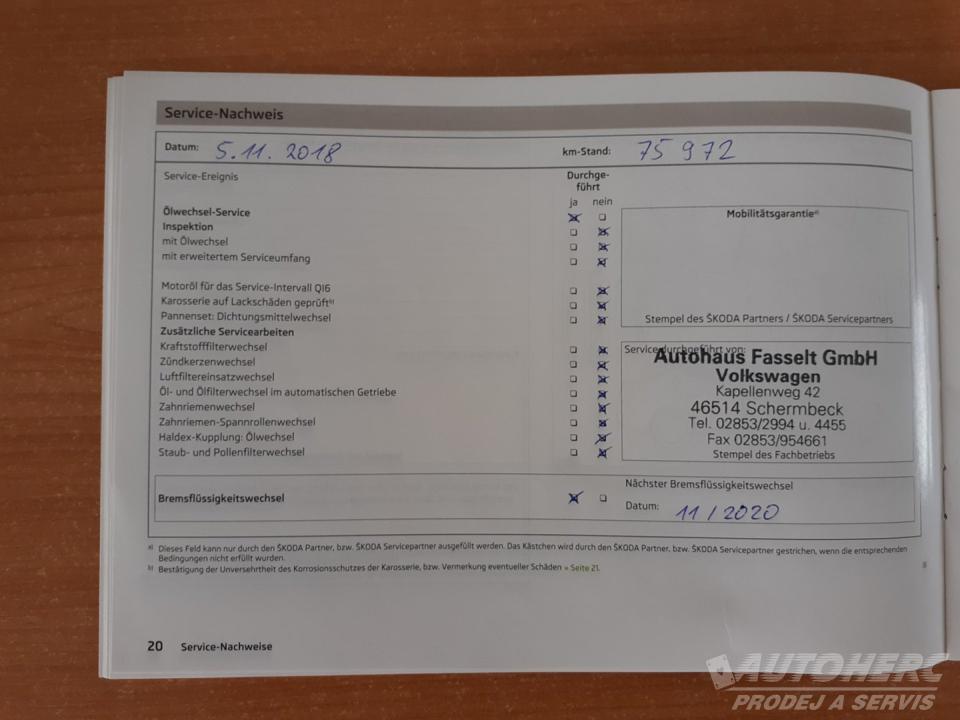 Service-Nachweis
Datum: 5.11.2018 km-Stand: 75 972
Service-Ereignis Durchge-
führt
ja nein
Ölwechsel-Service
Mobilitätsgarantie a)
Inspektion
mit Ölwechsel
mit erweitertem Serviceumfang
Motoröl für das Service-Intervall QI6
Karosserie auf Lackschäden geprüft b)
Pannenset: Dichtungsmittelwechsel
Stempel des ŠKODA Partners / ŠKODA Servicepartners
Zusätzliche Servicearbeiten
Kraftstofffilterwechsel
Zündkerzenwechsel
Luftfiltereinsatzwechsel
Öl- und Ölfilterwechsel im automatischen Getriebe
Zahnriemenwechsel
Zahnriemen-Spannrollenwechsel
Haldex-Kupplung: Ölwechsel
Staub- und Pollenfilterwechsel
Service durchgeführt von:
Autohaus Fasselt GmbH
Volkswagen
Kapellenweg 42
46514 Schermbeck
Tel. 02853/2994 u. 4455
Fax 02853/954661
Stempel des Fachbetriebs
Bremsflüssigkeitswechsel
Nächster Bremsflüssigkeitswechsel
Datum: 11/2020
a) Dieses Feld kann nur durch den ŠKODA Partner, bzw. ŠKODA Servicepartner ausgefüllt werden. Das Kästchen wird durch den ŠKODA Partner, bzw. ŠKODA Servicepartner gestrichen, wenn die entsprechenden
Bedingungen nicht erfüllt wurden.
b) Bestätigung der Unversehrtheit des Korrosionsschutzes der Karosserie, bzw. Vermerkung eventueller Schäden » Seite 21.
20 Service-Nachweise
AUTOHERC
PRODEJ A SERVIS